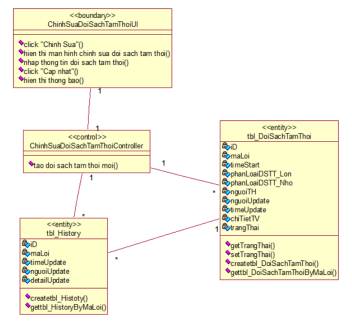 <<boundary>>
ChinhSuaDoiSachTamThoiUI
click "Chinh Sua"()
hien thi man hinh chinh sua doi sach tam thoi()
nhap thong tin doi sach tam thoi()
click "Cap nhat"()
hien thi thong bao()
1
1
<<control>>
ChinhSuaDoiSachTamThoiController
tao doi sach tam thoi moi()
1
1
*
*
1
*
<<entity>>
tbl_DoiSachTamThoi
iD
maLoi
timeStart
phanLoaiDSTT_Lon
phanLoaiDSTT_Nho
nguoiTH
nguoiUpdate
timeUpdate
chiTietTV
trangThai
getTrangThai()
setTrangThai()
createtbl_DoiSachTamThoi()
gettbl_DoiSachTamThoiByMaLoi()
<<entity>>
tbl_History
iD
maLoi
timeUpdate
nguoiUpdate
detailUpdate
createtbl_Histoty()
gettbl_HistoryByMaLoi()